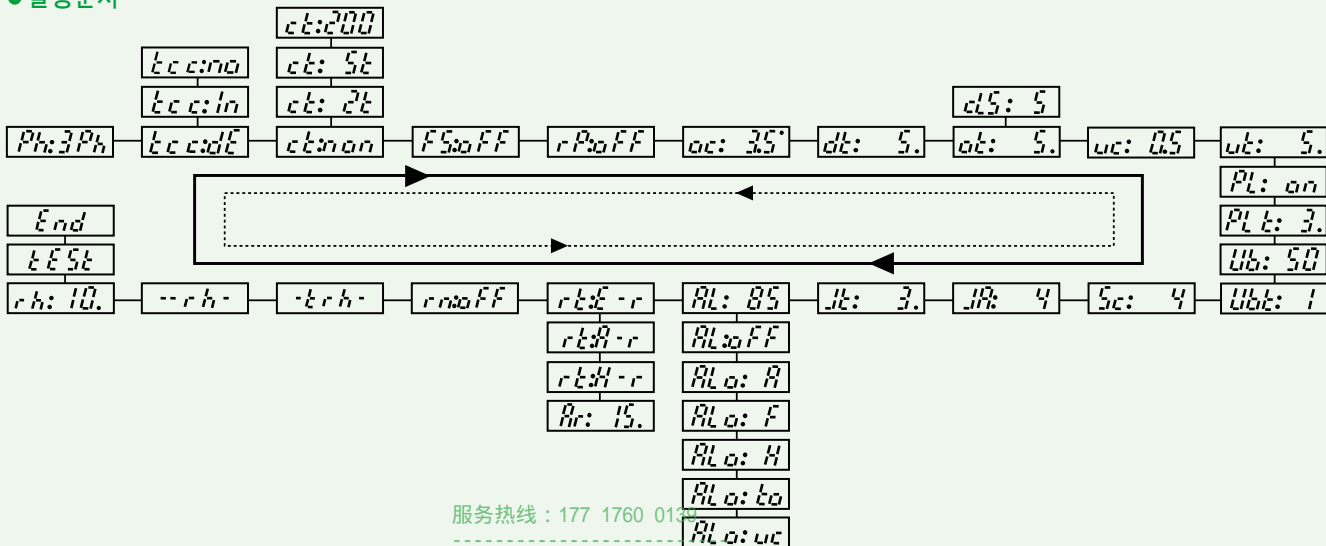 ct:200
tcc:no
ct: 5t
tcc:In
ct: 2t
dS: 5
Ph:3Ph
tcc:dE
ct:non
FS:oFF
rP:oFF
oc: 3.5
dt: 5.
ot: 5.
uc: 0.5
ut: 5.
PL: on
End
PLt: 3.
tESt
Ub: 50
rh: 10.
--rh-
-trh-
rn:oFF
rt:E-r
AL: 85
Jt: 3.
JA: 4
Sc: 4
Ubt: 1
rt:A-r
AL:oFF
rt:H-r
ALo: A
Ar: 15.
ALo: F
ALo: H
ALo: to
服务热线：177 1760 0139
ALo: uc